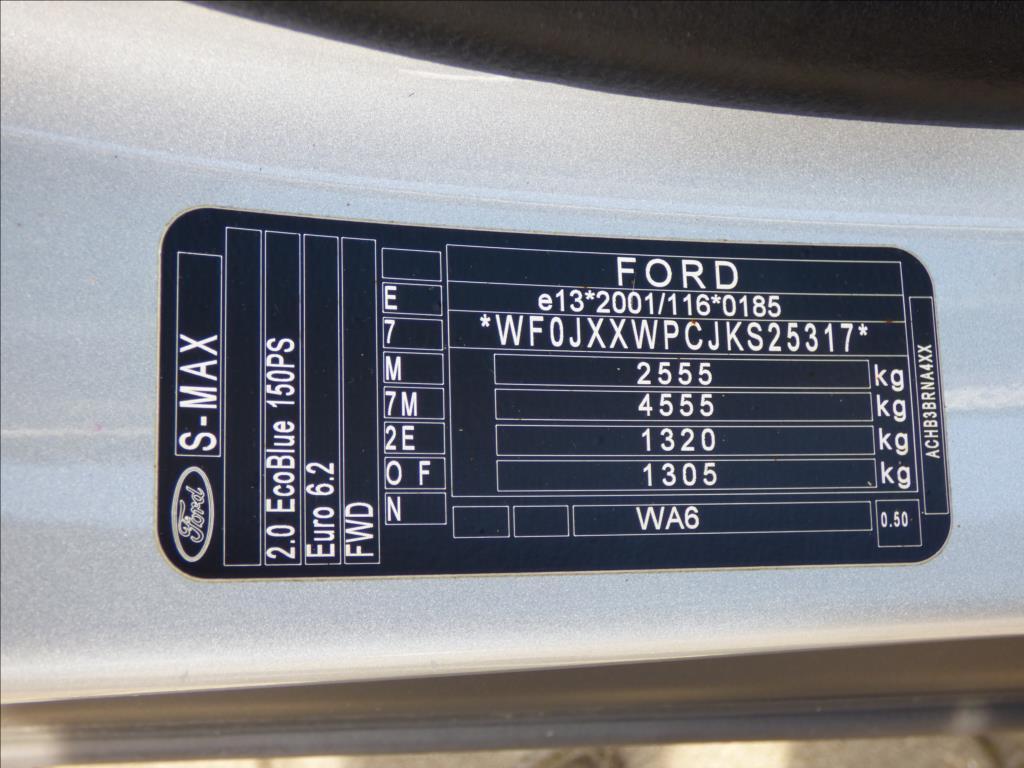 FORD
e13*2001/116*0185
*WF0JXXWPCJKS25317*
2555 kg
4555 kg
1320 kg
1305 kg
WA6
0.50
E
7
M
7M
2E
O F
N
ACHB3BRNA4XX
Ford
S-MAX
2.0 EcoBlue 150PS
Euro 6.2
FWD